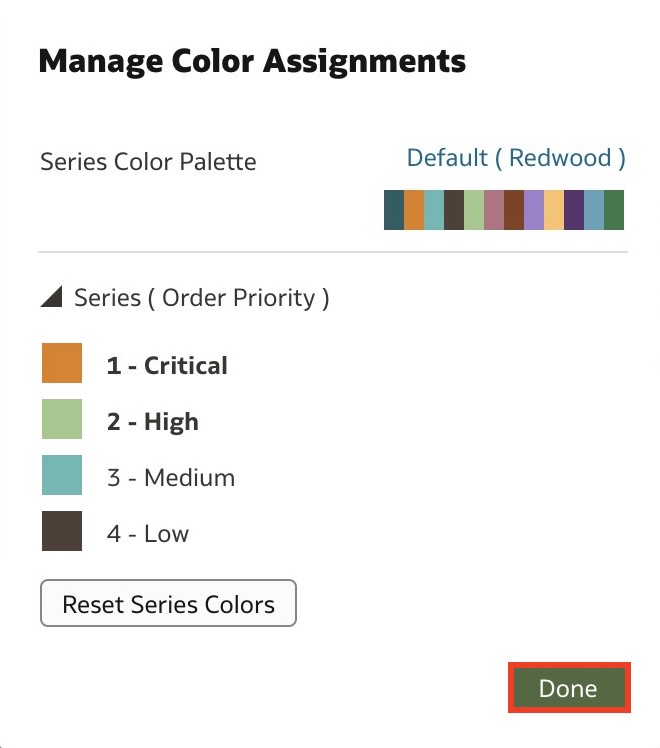 Manage Color Assignments
Series Color Palette
Default ( Redwood )
Series ( Order Priority )
1 - Critical
2 - High
3 - Medium
4 - Low
Reset Series Colors
Done